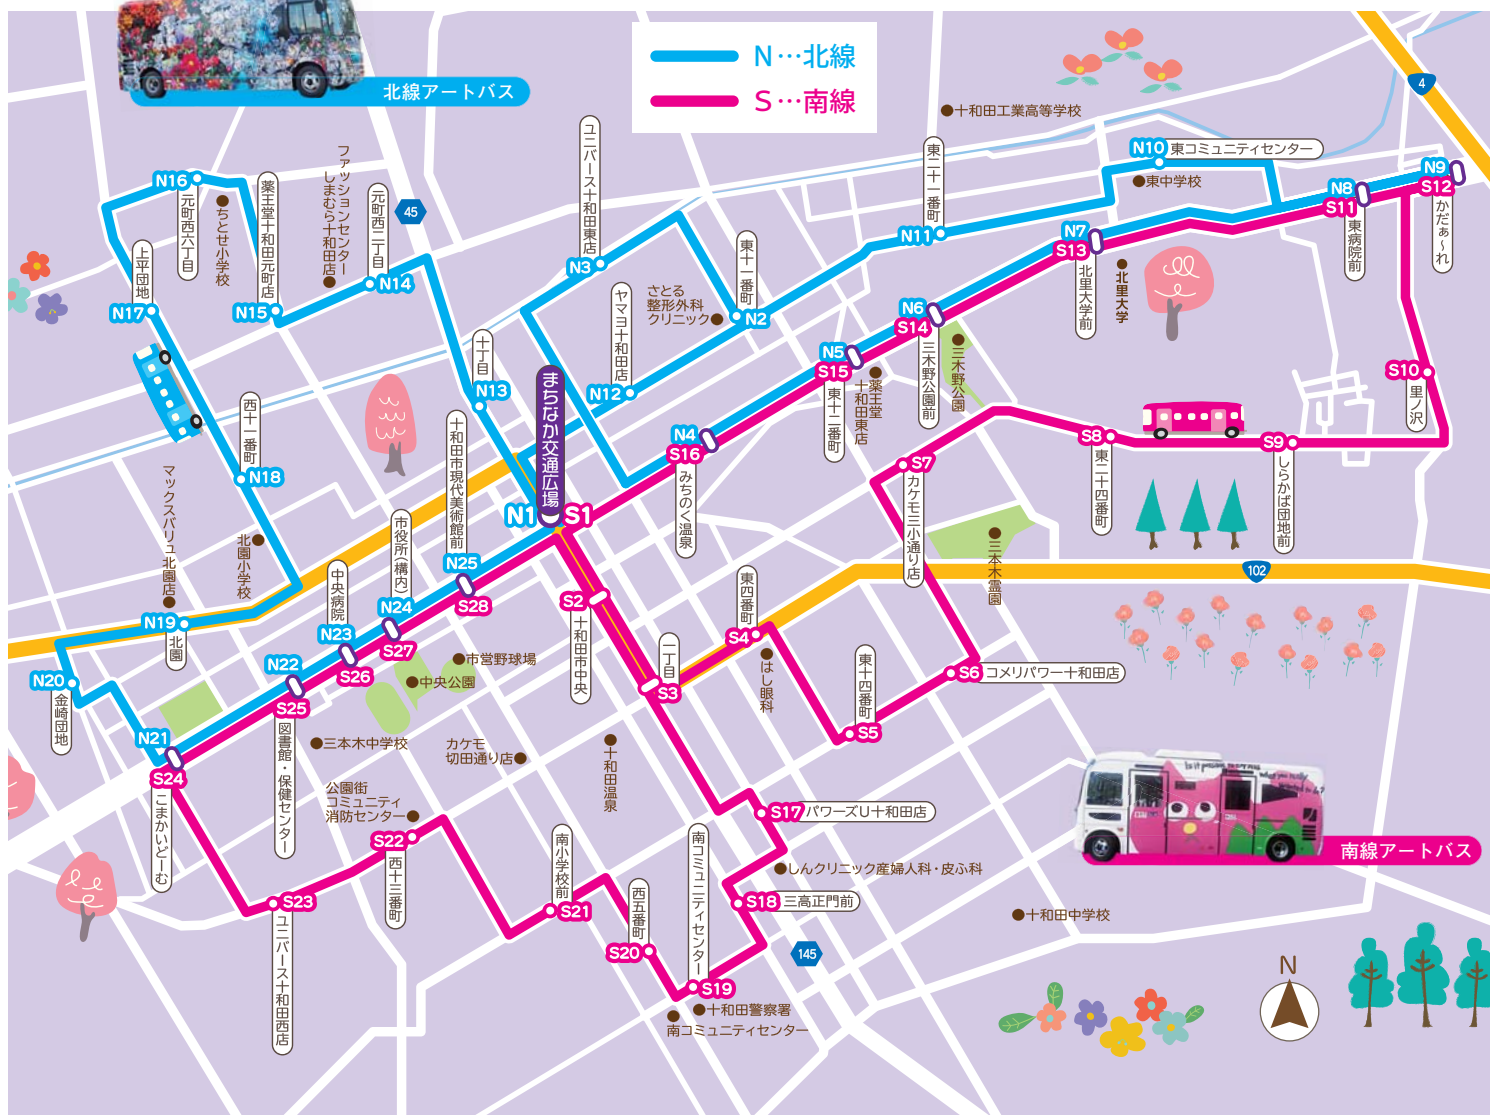 北線アートバス
N…北線
S…南線
4
45
102
145
十和田工業高等学校
N10
東コミュニティセンター
東中学校
N9
S12
かだぁ～れ
N8
S11
東病院前
N7
S13
北里大学前
北里大学
N11
東二十一番町
N6
S14
三木野公園前
三木野公園
N5
S15
東十二番町
薬王堂
十和田東店
N4
S16
みちのく温泉
N3
ユニバース十和田東店
N2
東十一番町
さとる
整形外科
クリニック
N12
ヤマヨ十和田店
N13
十丁目
N14
元町西二丁目
ファッションセンター
しまむら十和田店
N15
薬王堂十和田元町店
ちとせ小学校
N16
元町西六丁目
N17
上平団地
N18
西十一番町
マックスバリュ北園店
北園小学校
N19
北園
N20
金崎団地
N21
S24
こまかいどーむ
N22
S25
図書館・保健センター
N23
S26
中央病院
N24
S27
市役所(構内)
N25
S28
十和田市現代美術館前
まちなか交通広場
N1
S1
S2
十和田市中央
S3
一丁目
S4
東四番町
はし眼科
S5
東十四番町
S6
コメリパワー十和田店
S7
カケモ三小通り店
三本木霊園
S8
東二十四番町
S9
しらかば団地前
S10
里ノ沢
市営野球場
中央公園
三本木中学校
カケモ
切田通り店
公園街
コミュニティ
消防センター
十和田温泉
S17
パワーズU十和田店
しんクリニック産婦人科・皮ふ科
S18
三高正門前
S19
南コミュニティセンター
S20
西五番町
S21
南小学校前
S22
西十三番町
S23
ユニバース十和田西店
十和田警察署
南コミュニティセンター
十和田中学校
南線アートバス
N